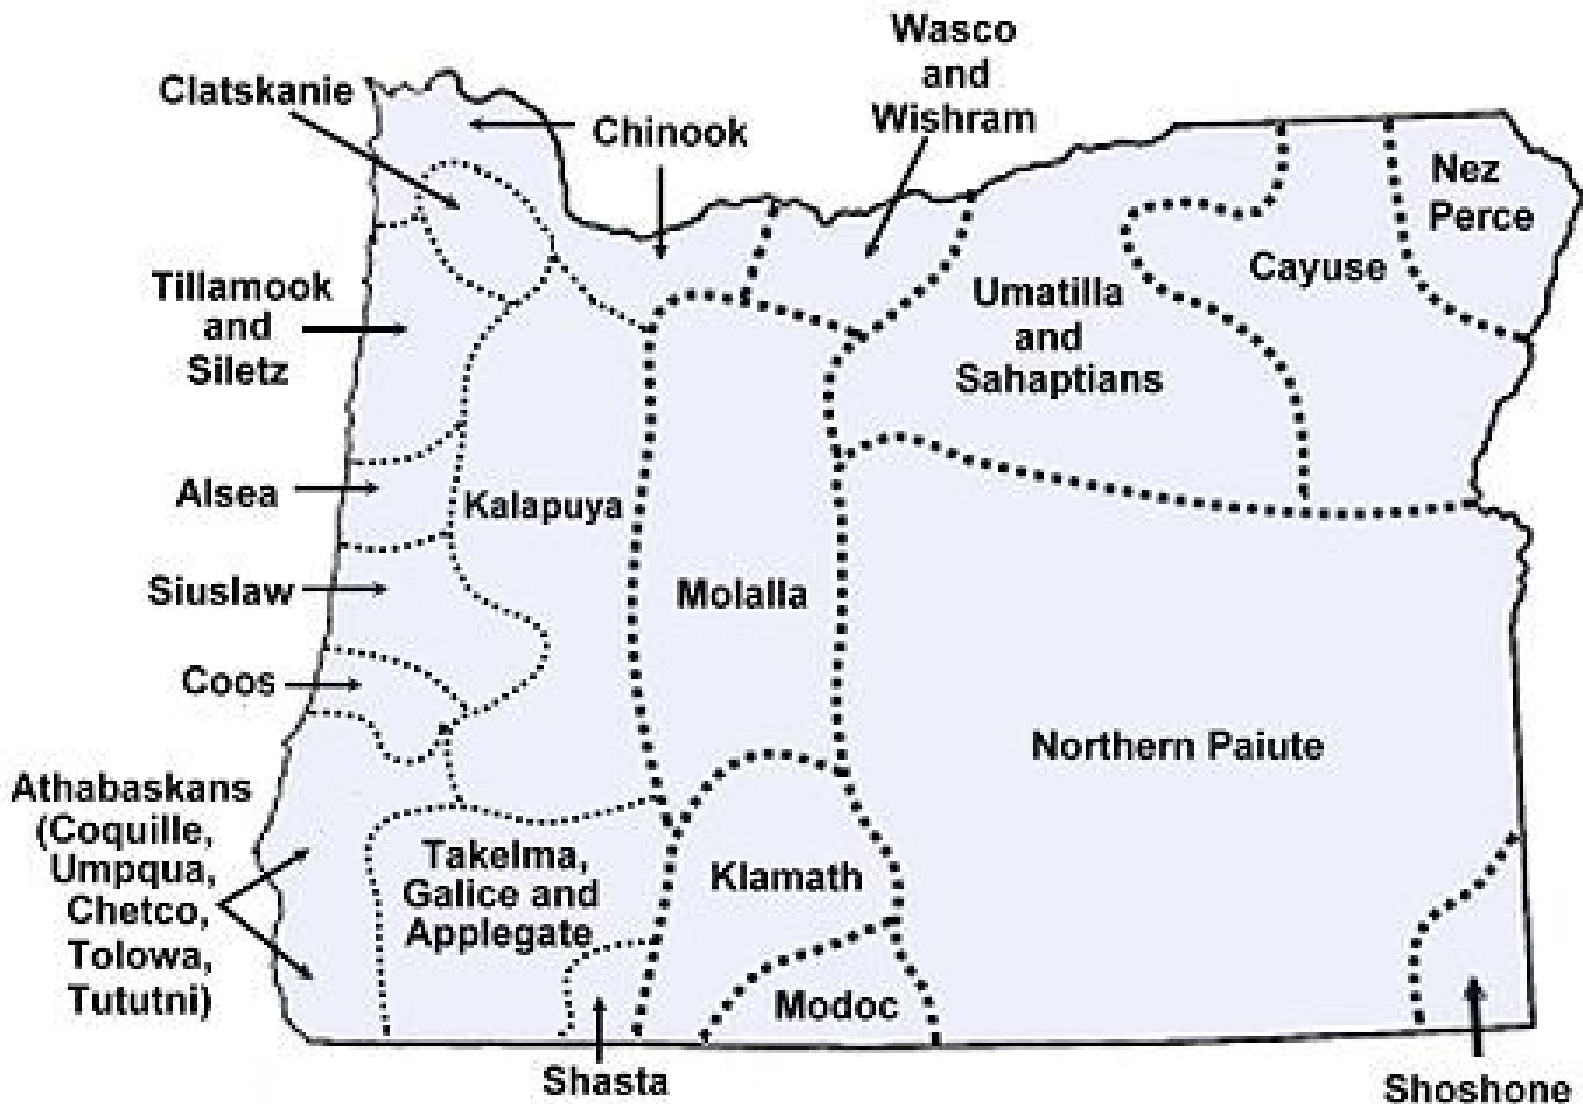 Wasco
and
Wishram
Clatskanie
Chinook
Nez
Perce
Cayuse
Tillamook
and
Siletz
Umatilla
and
Sahaptians
Alsea
Kalapuya
Siuslaw
Molalla
Coos
Northern Paiute
Athabaskans
(Coquille,
Umpqua,
Chetco,
Tolowa,
Tututni)
Takelma,
Galice and
Applegate
Klamath
Modoc
Shasta
Shoshone